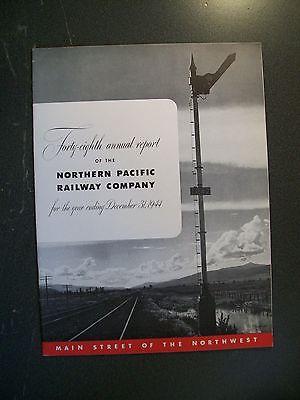 Forty-eighth annual report
OF THE
NORTHERN PACIFIC
RAILWAY COMPANY
for the year ending December 31, 1944
MAIN STREET OF THE NORTHWEST